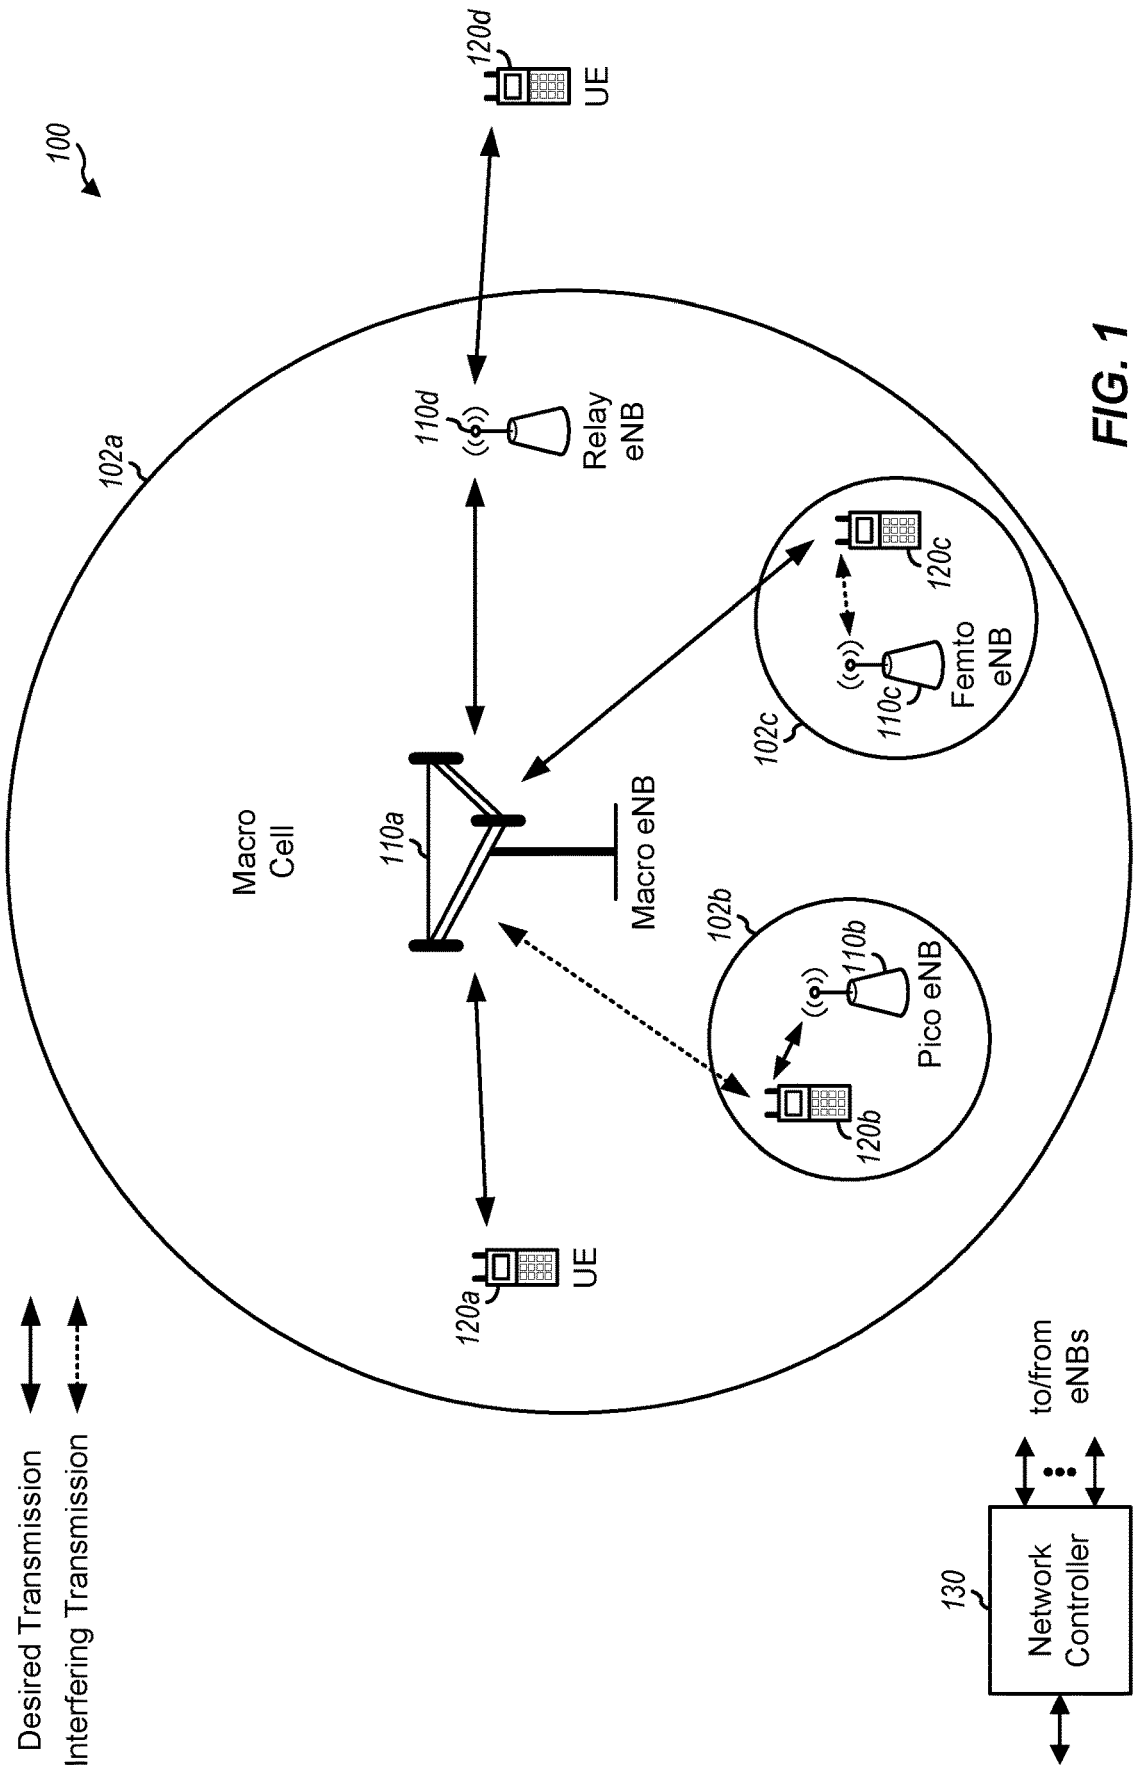 Desired Transmission
Interfering Transmission
100
102a
Macro
Cell
110a
Macro eNB
120a
UE
110d
Relay
eNB
120d
UE
102b
110b
Pico eNB
120b
102c
110c
Femto
eNB
120c
130
Network
Controller
to/from
eNBs
FIG. 1